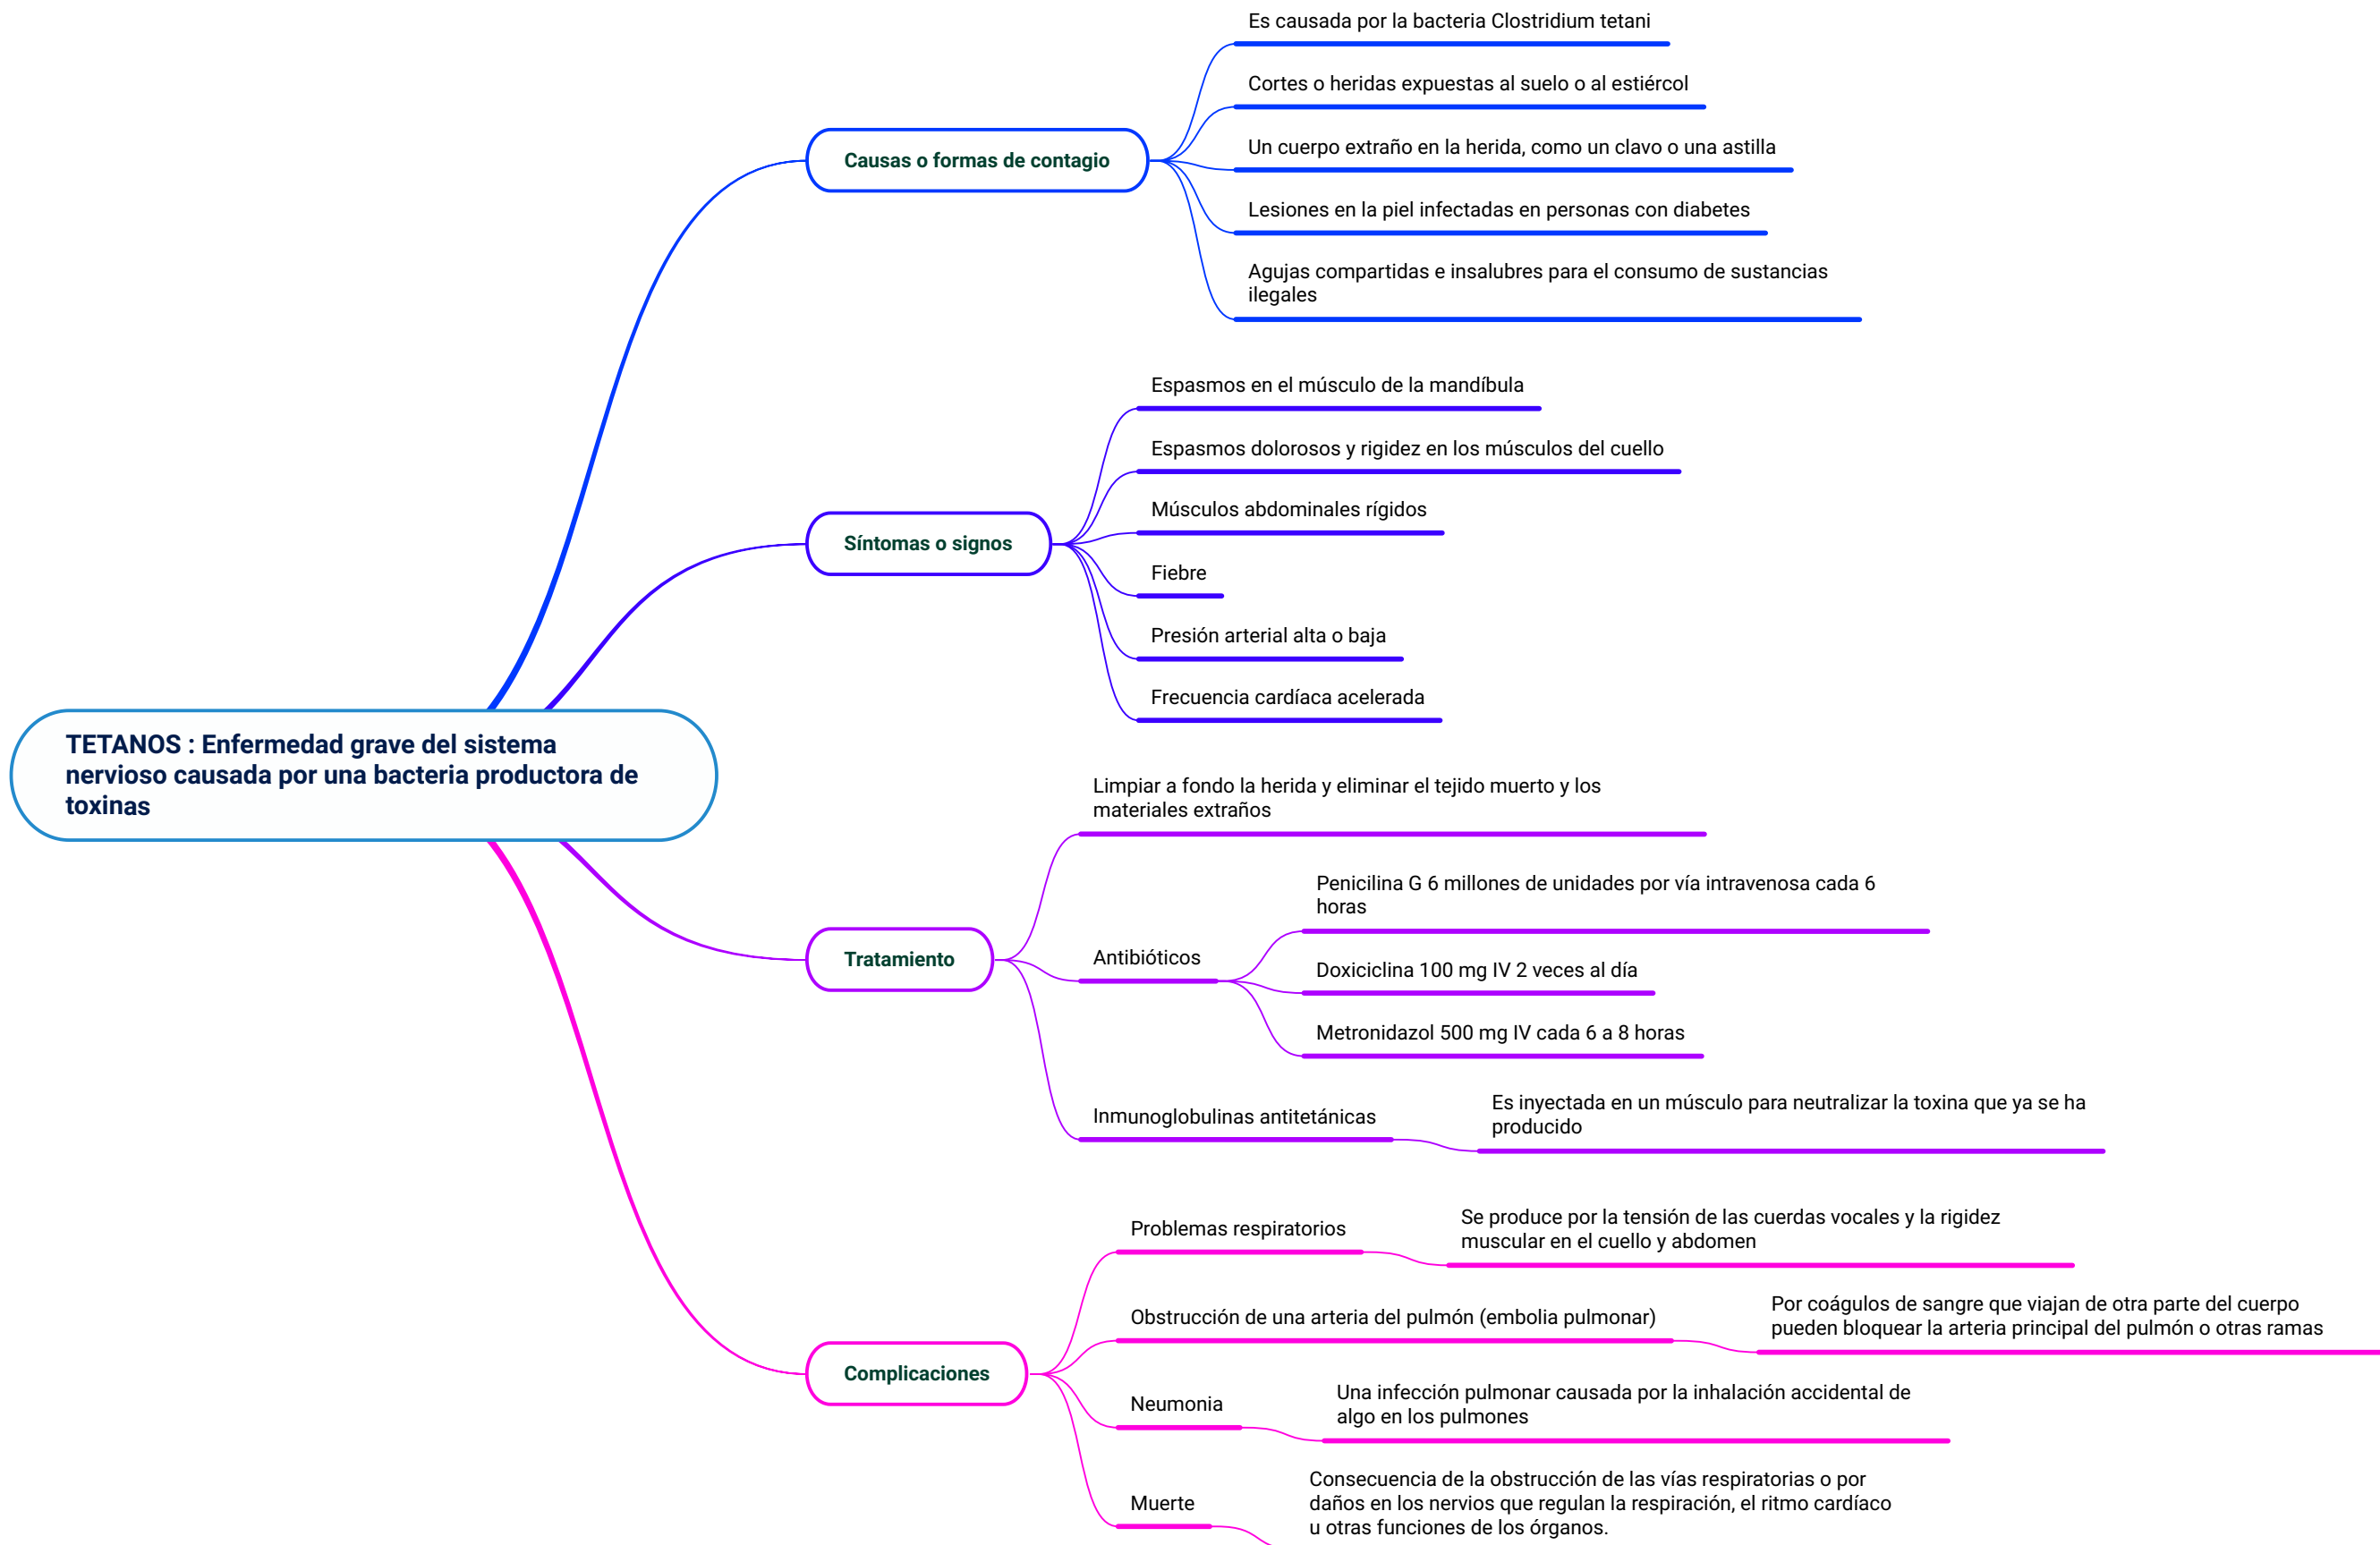 TETANOS : Enfermedad grave del sistema
nervioso causada por una bacteria productora de
toxinas
Causas o formas de contagio
Es causada por la bacteria Clostridium tetani
Cortes o heridas expuestas al suelo o al estiércol
Un cuerpo extraño en la herida, como un clavo o una astilla
Lesiones en la piel infectadas en personas con diabetes
Agujas compartidas e insalubres para el consumo de sustancias
ilegales
Síntomas o signos
Espasmos en el músculo de la mandíbula
Espasmos dolorosos y rigidez en los músculos del cuello
Músculos abdominales rígidos
Fiebre
Presión arterial alta o baja
Frecuencia cardíaca acelerada
Tratamiento
Limpiar a fondo la herida y eliminar el tejido muerto y los
materiales extraños
Antibióticos
Penicilina G 6 millones de unidades por vía intravenosa cada 6
horas
Doxiciclina 100 mg IV 2 veces al día
Metronidazol 500 mg IV cada 6 a 8 horas
Inmunoglobulinas antitetánicas
Es inyectada en un músculo para neutralizar la toxina que ya se ha
producido
Complicaciones
Problemas respiratorios
Se produce por la tensión de las cuerdas vocales y la rigidez
muscular en el cuello y abdomen
Obstrucción de una arteria del pulmón (embolia pulmonar)
Por coágulos de sangre que viajan de otra parte del cuerpo
pueden bloquear la arteria principal del pulmón o otras ramas
Neumonia
Una infección pulmonar causada por la inhalación accidental de
algo en los pulmones
Muerte
Consecuencia de la obstrucción de las vías respiratorias o por
daños en los nervios que regulan la respiración, el ritmo cardíaco
u otras funciones de los órganos.